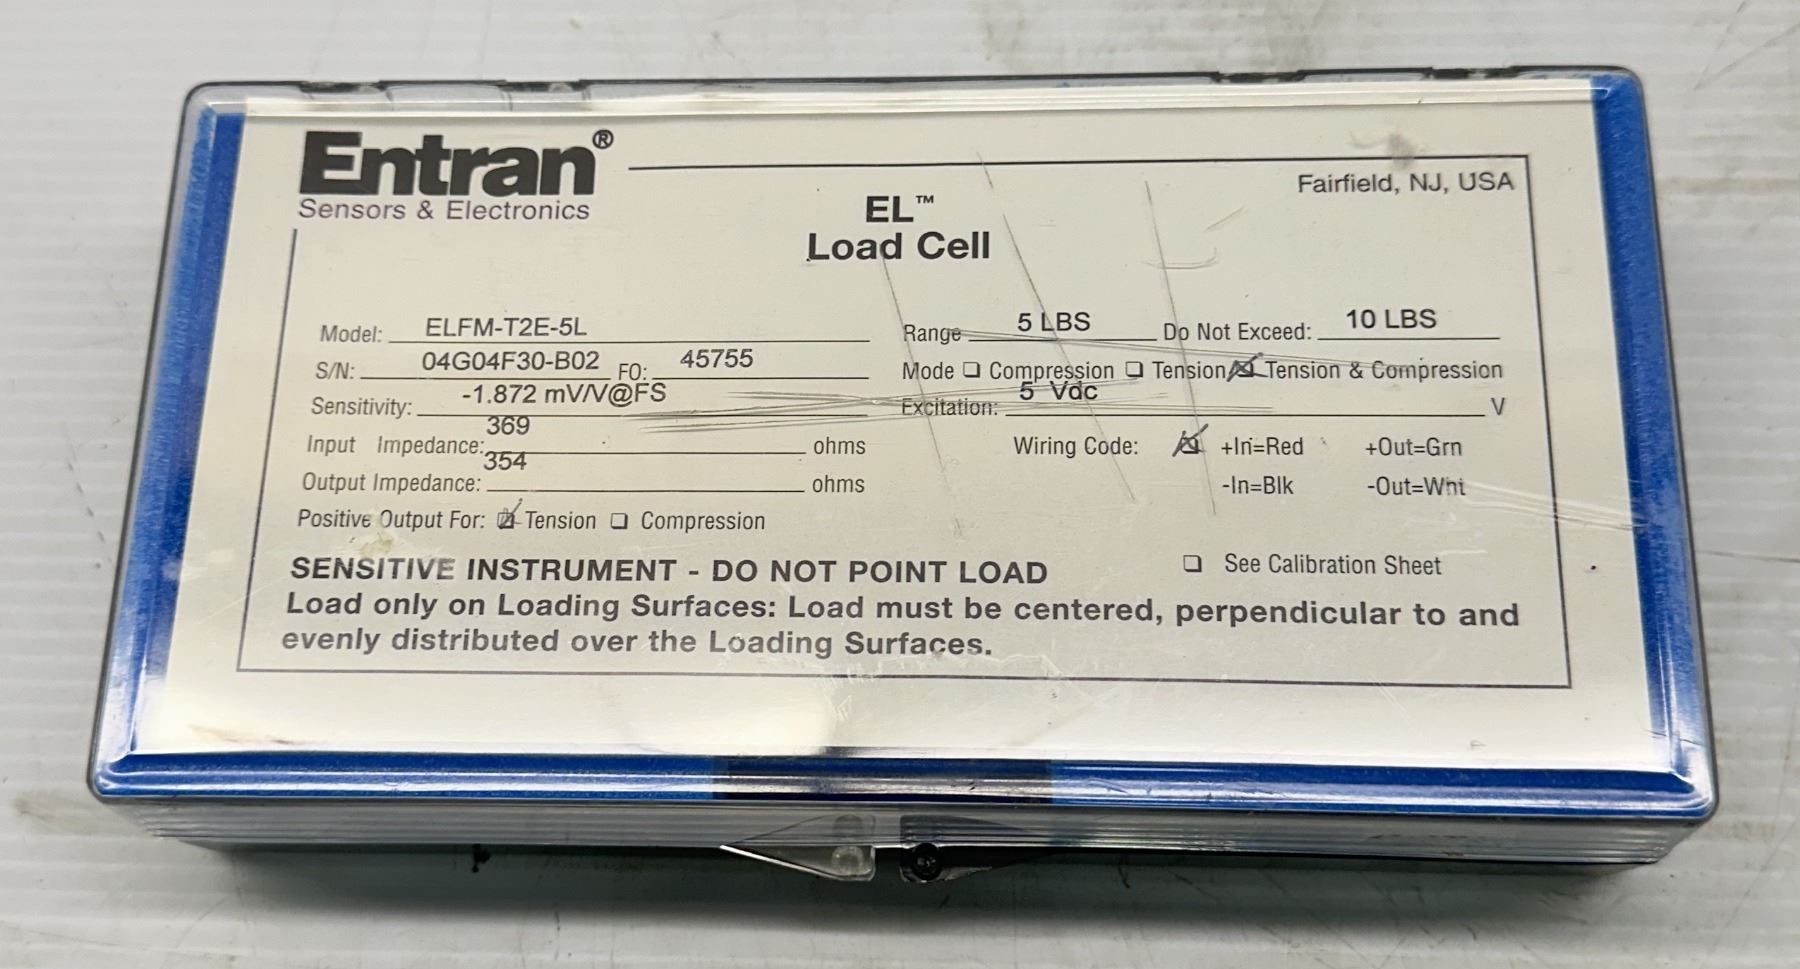 Entran®
Sensors & Electronics
Fairfield, NJ, USA
EL™
Load Cell
Model: ELFM-T2E-5L
Range 5 LBS Do Not Exceed: 10 LBS
S/N: 04G04F30-B02 FO: 45755
Mode ☐ Compression ☐ Tension ☒ Tension & Compression
Sensitivity: -1.872 mV/V@FS
Excitation: 5 Vdc V
Input Impedance: 369 ohms
Wiring Code: ☒ +In=Red +Out=Grn
Output Impedance: 354 ohms
-In=Blk -Out=Wht
Positive Output For: ☒ Tension ☐ Compression
☐ See Calibration Sheet
SENSITIVE INSTRUMENT - DO NOT POINT LOAD
Load only on Loading Surfaces: Load must be centered, perpendicular to and
evenly distributed over the Loading Surfaces.